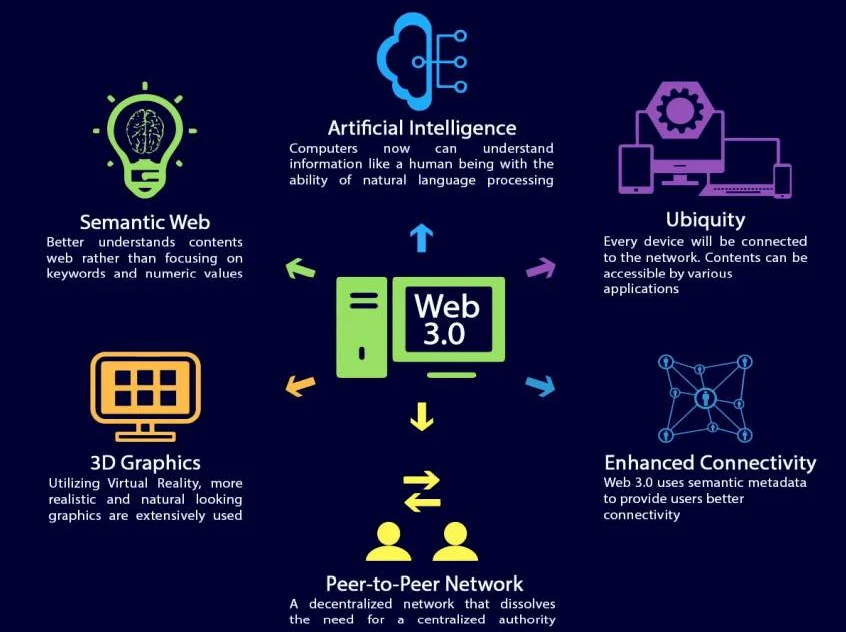 Artificial Intelligence
Computers now can understand
information like a human being with the
ability of natural language processing
Semantic Web
Better understands contents
web rather than focusing on
keywords and numeric values
Ubiquity
Every device will be connected
to the network. Contents can be
accessible by various
applications
Web
3.0
3D Graphics
Utilizing Virtual Reality, more
realistic and natural looking
graphics are extensively used
Enhanced Connectivity
Web 3.0 uses semantic metadata
to provide users better
connectivity
Peer-to-Peer Network
A decentralized network that dissolves
the need for a centralized authority